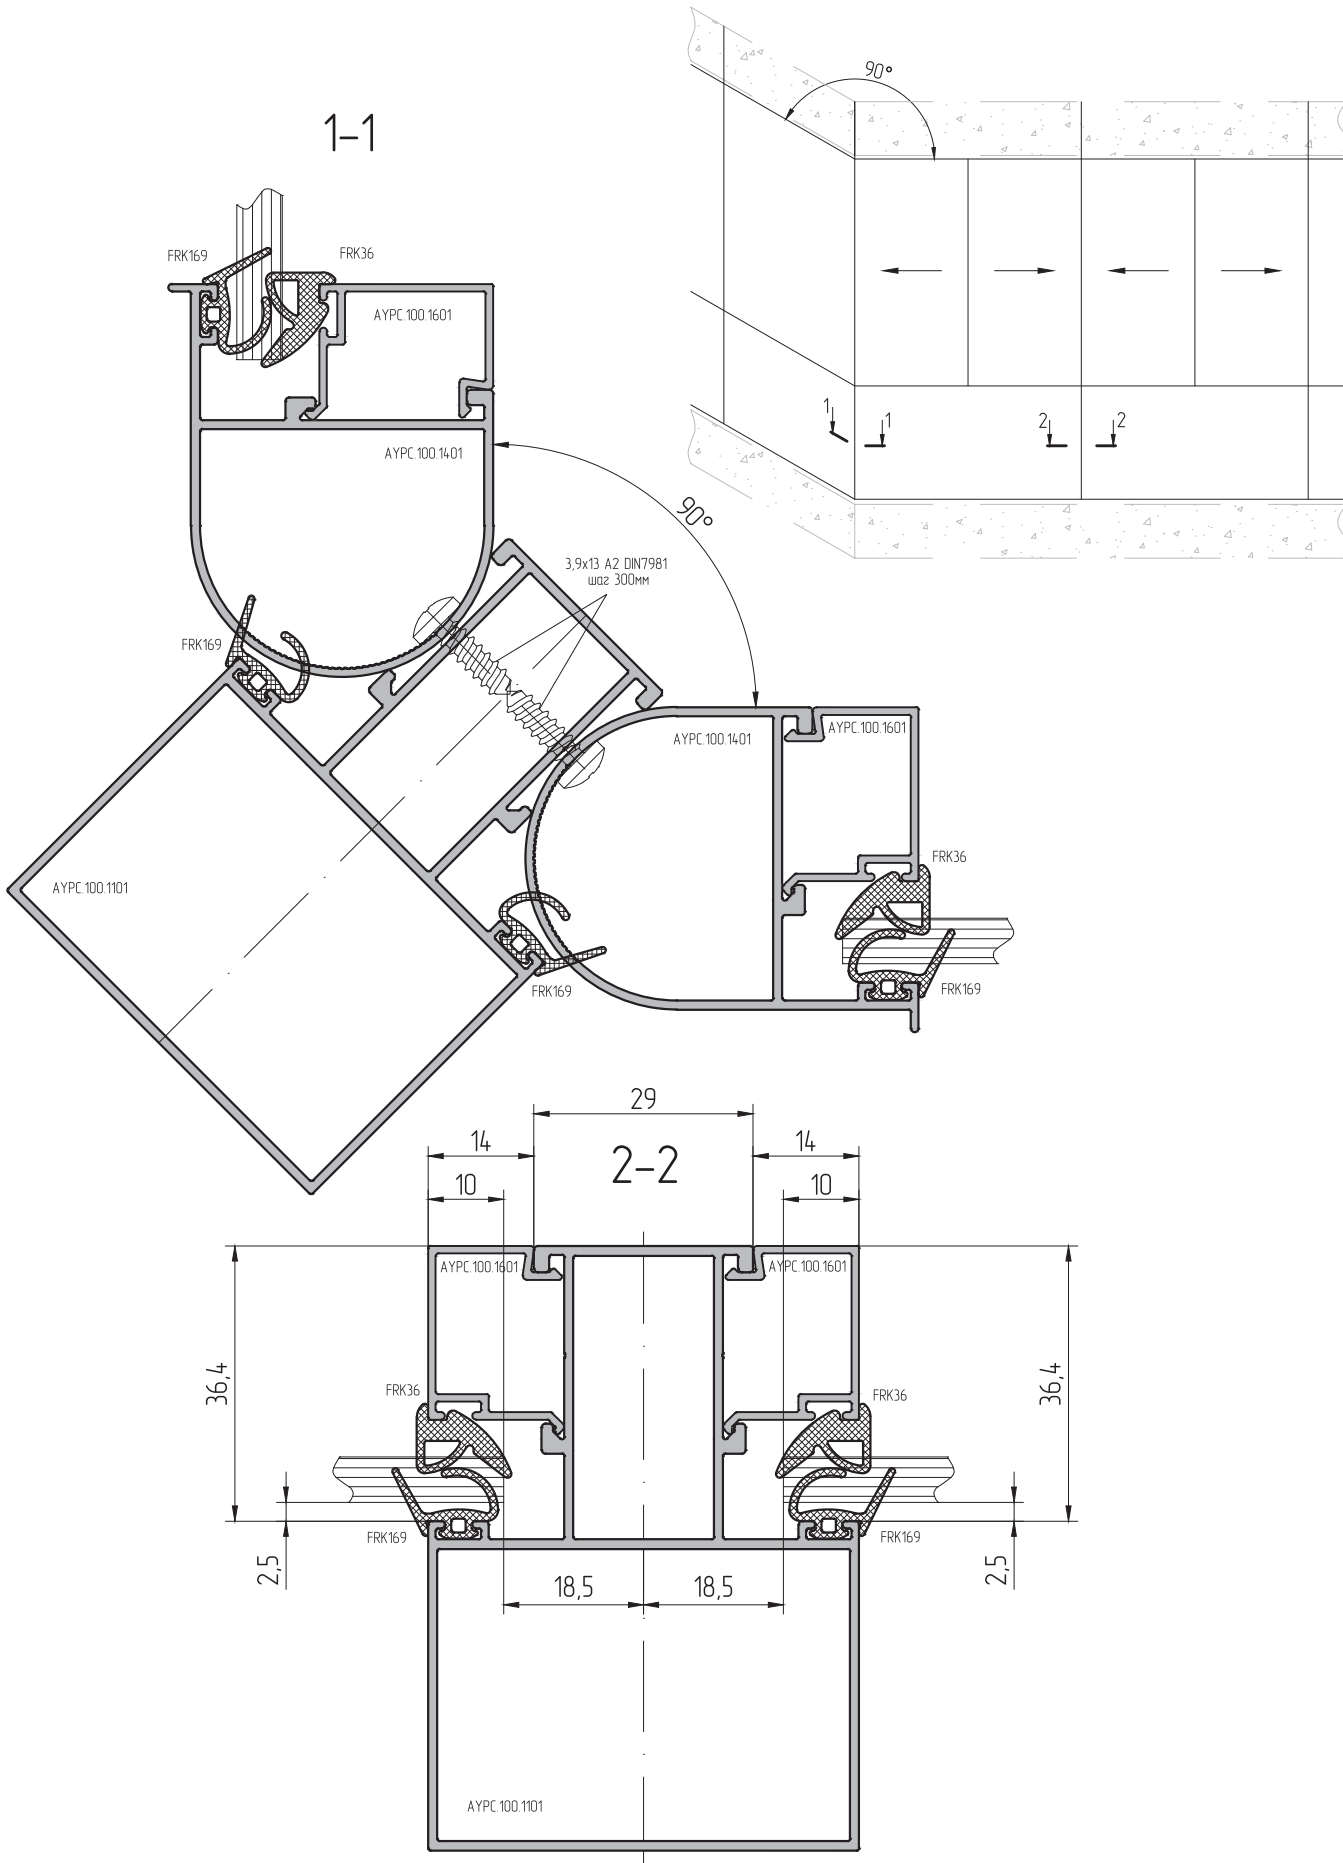 1-1
90°
FRK169
FRK36
AYPC.100.1601
AYPC.100.1401
1
1
2
2
90°
3,9x13 A2 DIN7981
шаг 300мм
FRK169
AYPC.100.1401
AYPC.100.1601
FRK36
AYPC.100.1101
FRK169
FRK169
29
14
2-2
14
10
10
AYPC.100.1601
AYPC.100.1601
36,4
FRK36
FRK36
36,4
FRK169
FRK169
2,5
18,5
18,5
2,5
AYPC.100.1101